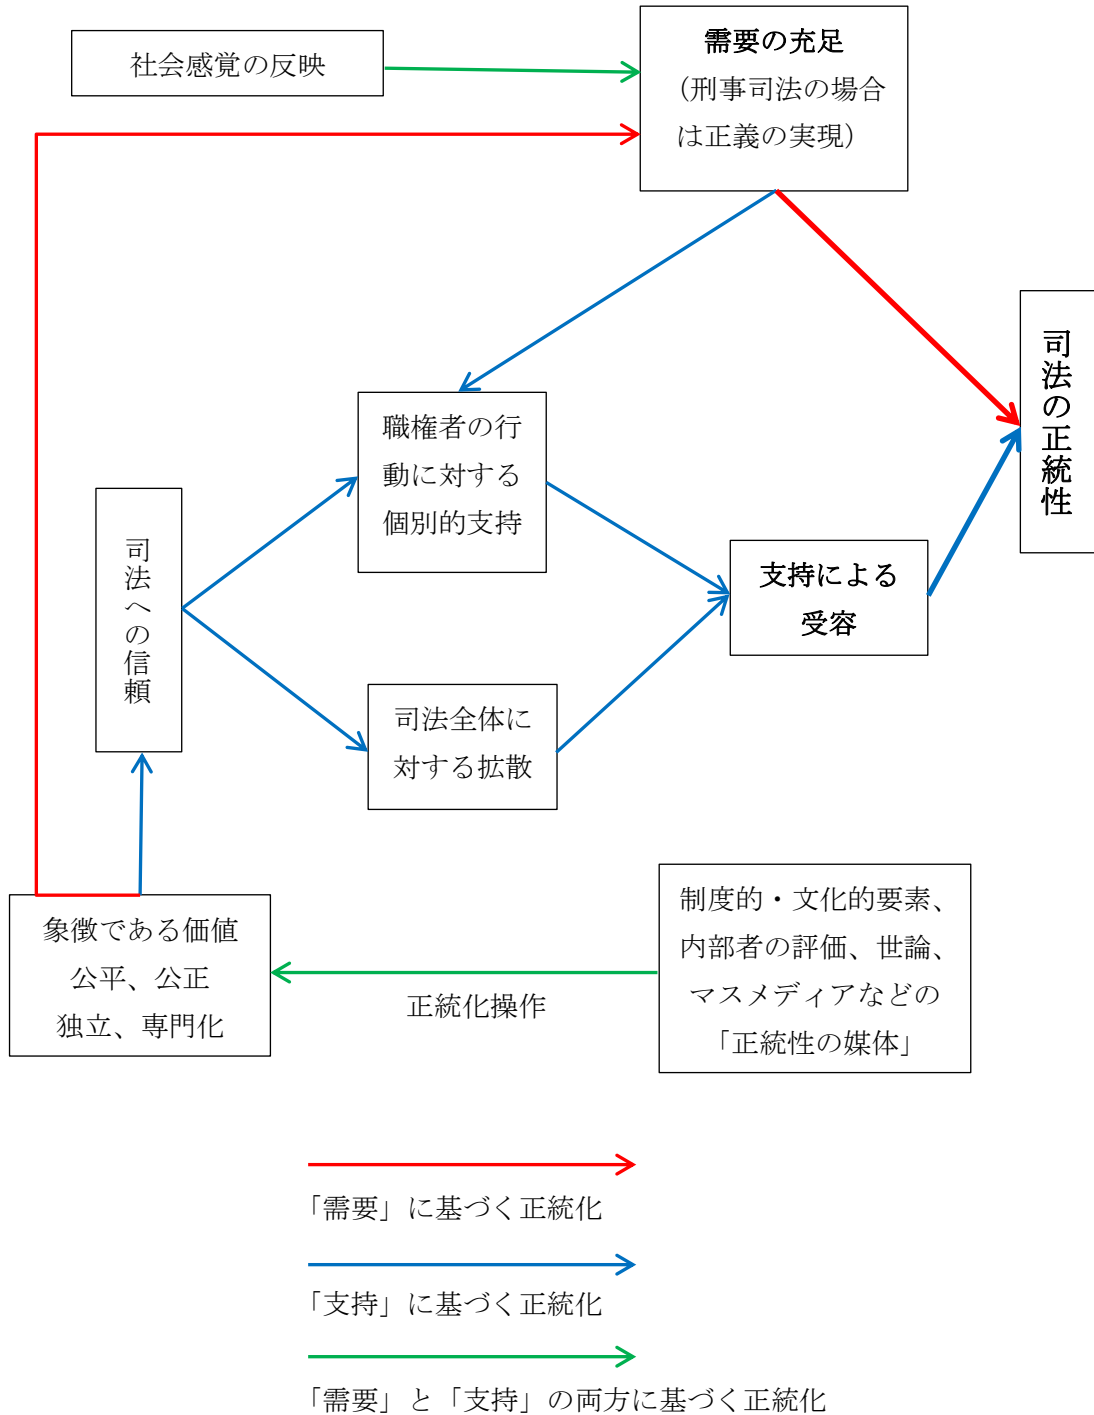 社会感覚の反映
需要の充足
（刑事司法の場合
は正義の実現）
司法の正統性
職権者の行
動に対する
個別的支持
司法への信頼
支持による
受容
司法全体に
対する拡散
象徴である価値
公平、公正
独立、専門化
正統化操作
制度的・文化的要素、
内部者の評価、世論、
マスメディアなどの
「正統性の媒体」
「需要」に基づく正統化
「支持」に基づく正統化
「需要」と「支持」の両方に基づく正統化